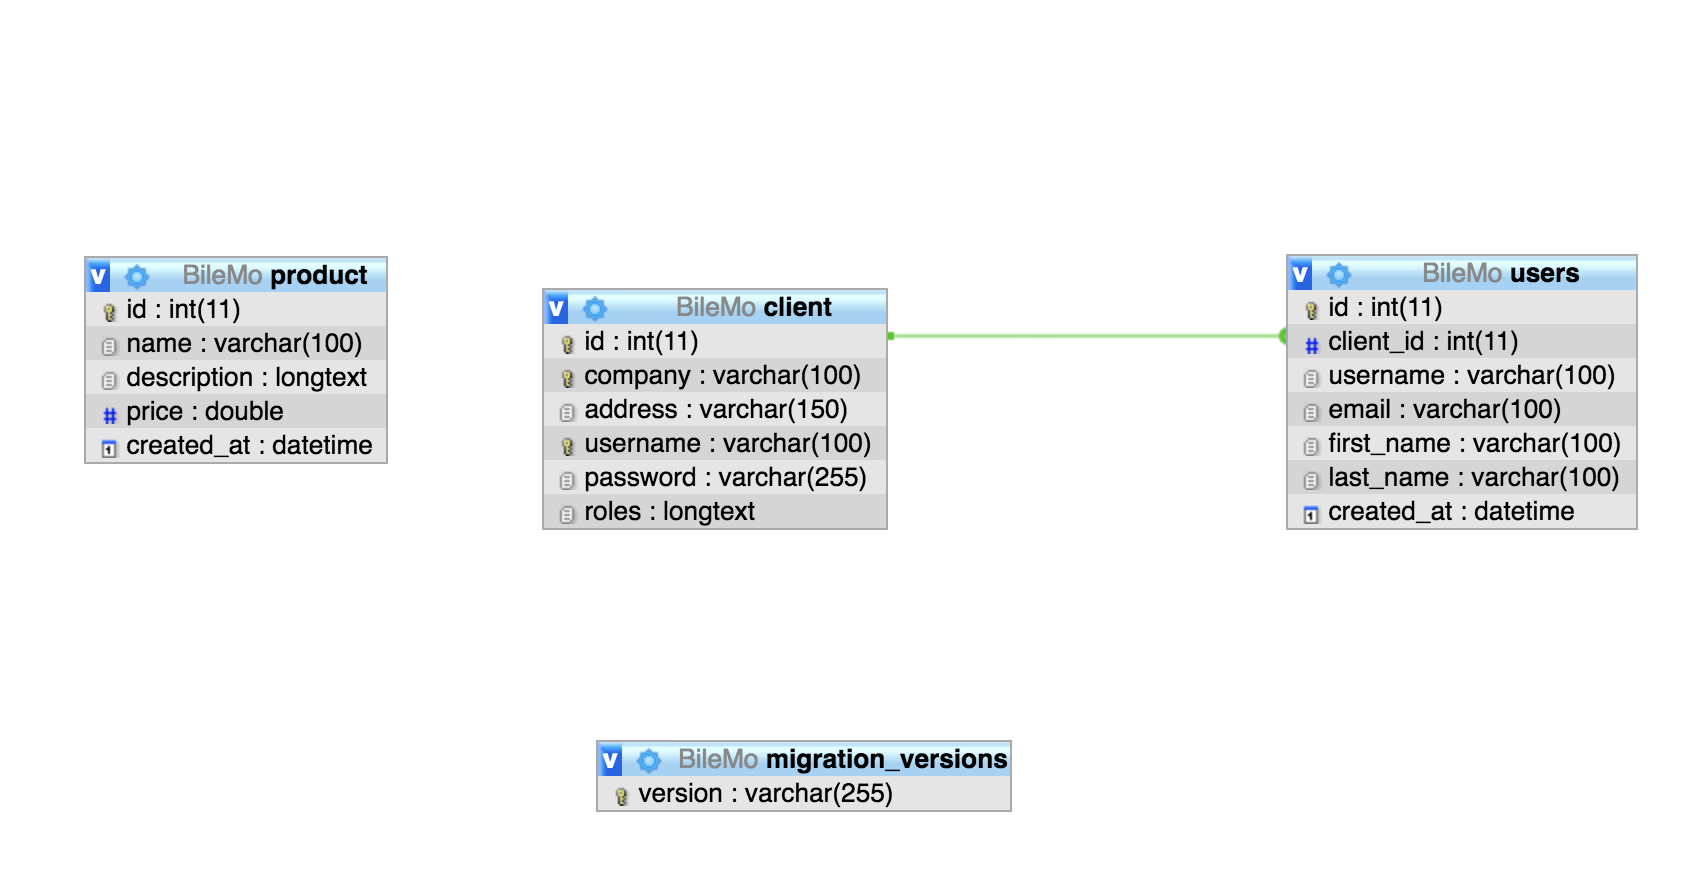 v BileMo product
id : int(11)
name : varchar(100)
description : longtext
# price : double
created_at : datetime
v BileMo client
id : int(11)
company : varchar(100)
address : varchar(150)
username : varchar(100)
password : varchar(255)
roles : longtext
v BileMo users
id : int(11)
# client_id : int(11)
username : varchar(100)
email : varchar(100)
first_name : varchar(100)
last_name : varchar(100)
created_at : datetime
v BileMo migration_versions
version : varchar(255)